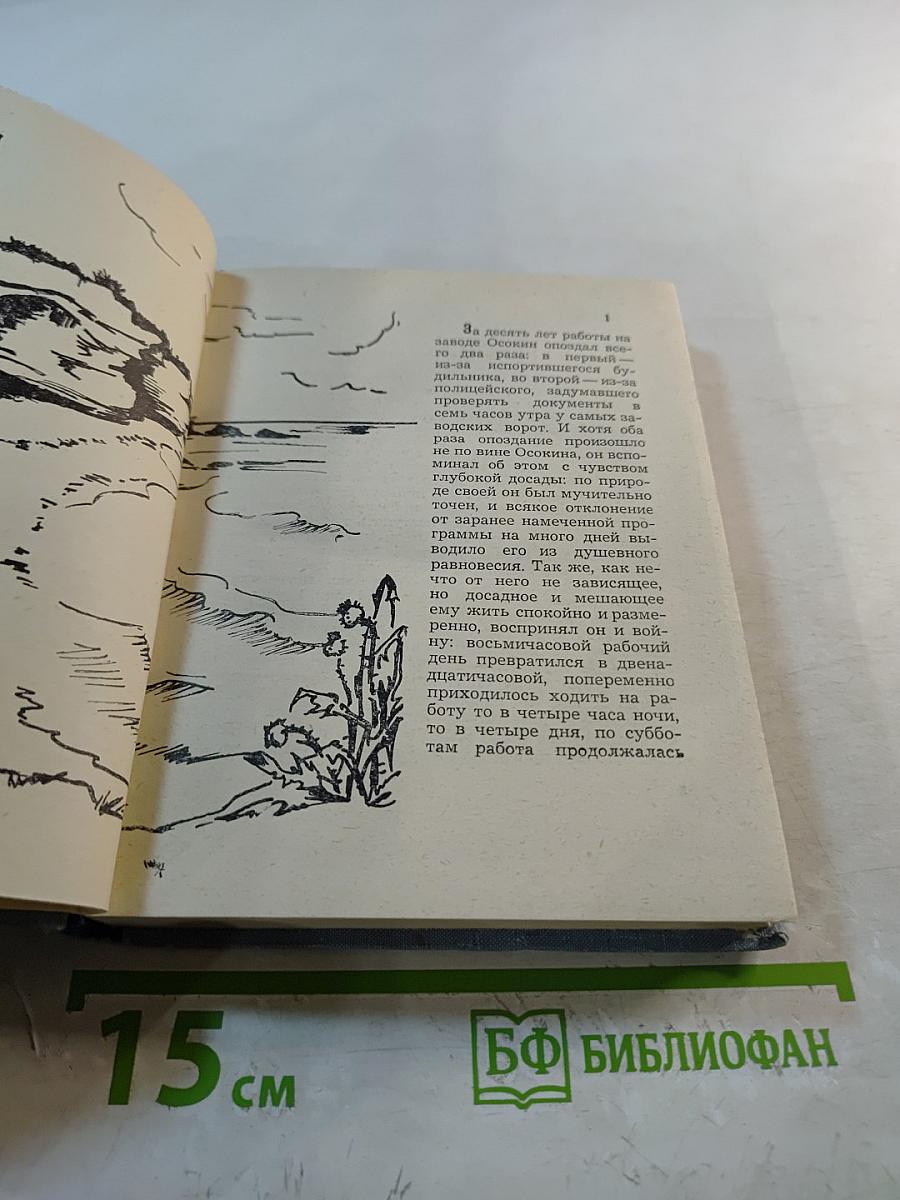 1
За десять лет работы на
заводе Осокин опоздал все-
го два раза: в первый —
из-за испортившегося бу-
дильника, во второй — из-за
полицейского, задумавшего
проверять документы в
семь часов утра у самых за-
водских ворот. И хотя оба
раза опоздание произошло
не по вине Осокина, он вспо-
минал об этом с чувством
глубокой досады: по приро-
де своей он был мучительно
точен, и всякое отклонение
от заранее намеченной про-
граммы на много дней вы-
водило его из душевного
равновесия. Так же, как не-
что от него не зависящее,
но досадное и мешающее
ему жить спокойно и разме-
ренно, воспринял он и вой-
ну: восьмичасовой рабочий
день превратился в двена-
дцатичасовой, попеременно
приходилось ходить на ра-
боту то в четыре часа ночи,
то в четыре дня, по суббо-
там работа продолжалась
15 см
БФ БИБЛИОФАН